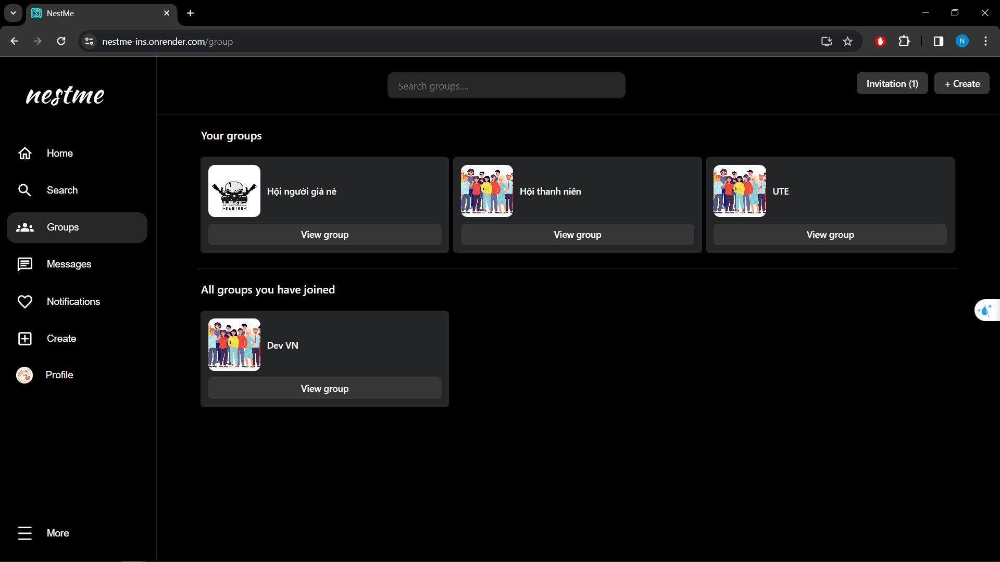 NestMe
nestme-ins.onrender.com/group
N
nestme
Search groups....
Invitation (1)
+ Create
Home
Search
Groups
Messages
Notifications
Create
Profile
More
Your groups
HKG
>GAMING<
Hội người già nè
Hội thanh niên
UTE
View group
View group
View group
All groups you have joined
Dev VN
View group